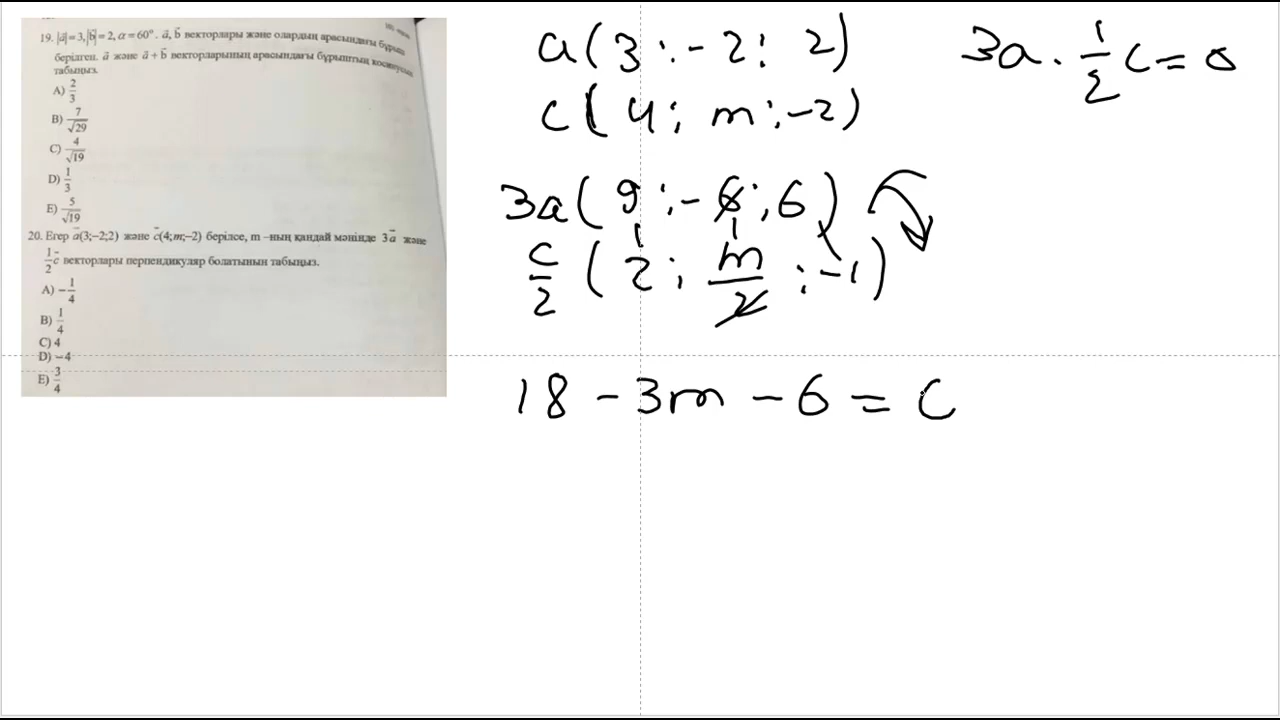 19. |a⃗|=3,|b⃗|=2, α=60°. a⃗, b⃗ векторлары және олардың арасындағы бұрыш
берілген. a⃗ және a⃗ + b⃗ векторларының арасындағы бұрыштың косинусын
табыңыз.
A) 2/3
B) 7/√29
C) 4/√19
D) 1/3
E) 5/√19
20. Егер a⃗(3;−2;2) және c⃗(4;m;−2) берілсе, m –ның қандай мәнінде 3a⃗ және
1/2 c⃗ векторлары перпендикуляр болатынын табыңыз.
A) −1/4
B) 1/4
C) 4
D) −4
E) 3/4
a(3;-2;2)
c(4;m;-2)
3a · 1/2 c = 0
3a(9;-6;6)
c/2 (2; m/2; -1)
18 - 3m - 6 = C